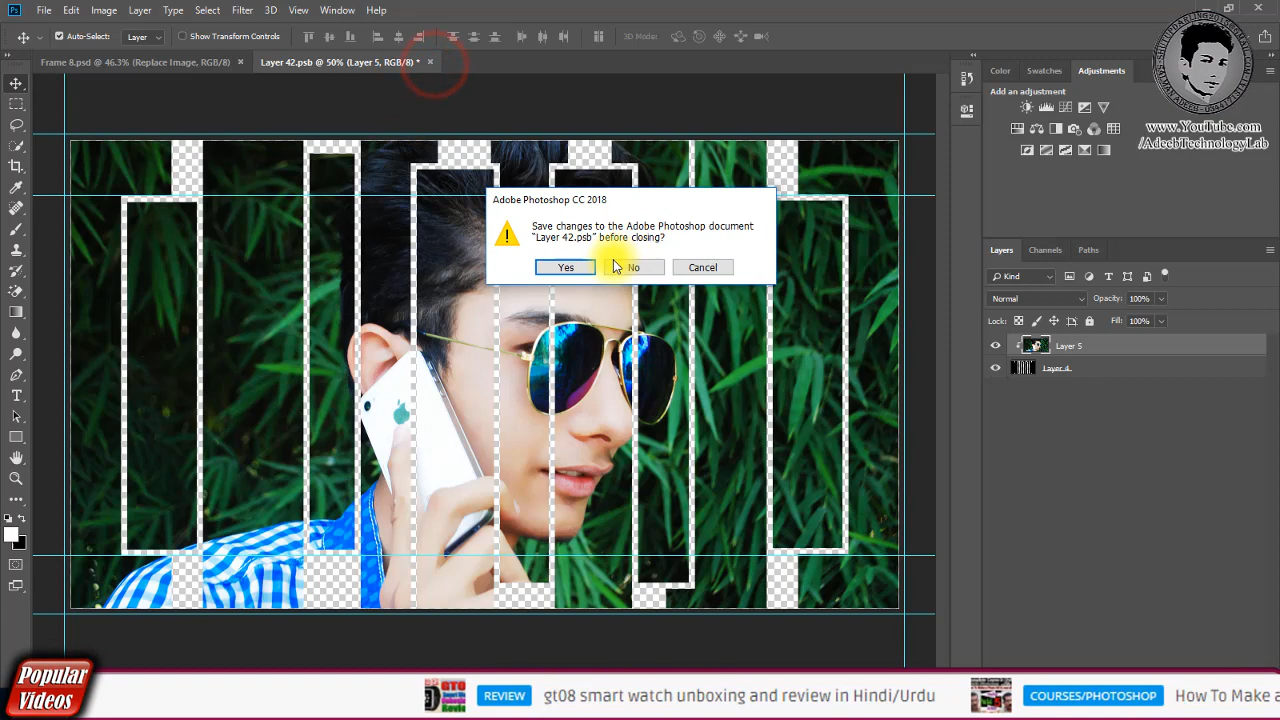 Ps File Edit Image Layer Type Select Filter 3D View Window Help
Auto-Select: Layer Show Transform Controls 3D Mode:
Frame 8.psd @ 46.3% (Replace Image, RGB/8) × Layer 42.psb @ 50% (Layer 5, RGB/8) * ×
Color Swatches Adjustments
Add an adjustment
www.YouTube.com
/AdeebTechnologyLab
Adobe Photoshop CC 2018
Save changes to the Adobe Photoshop document
"Layer 42.psb" before closing?
Yes No Cancel
Layers Channels Paths
Kind
Normal Opacity: 100%
Lock: Fill: 100%
Layer 5
Layer 4
Popular
Videos
REVIEW gt08 smart watch unboxing and review in Hindi/Urdu COURSES/PHOTOSHOP How To Make a